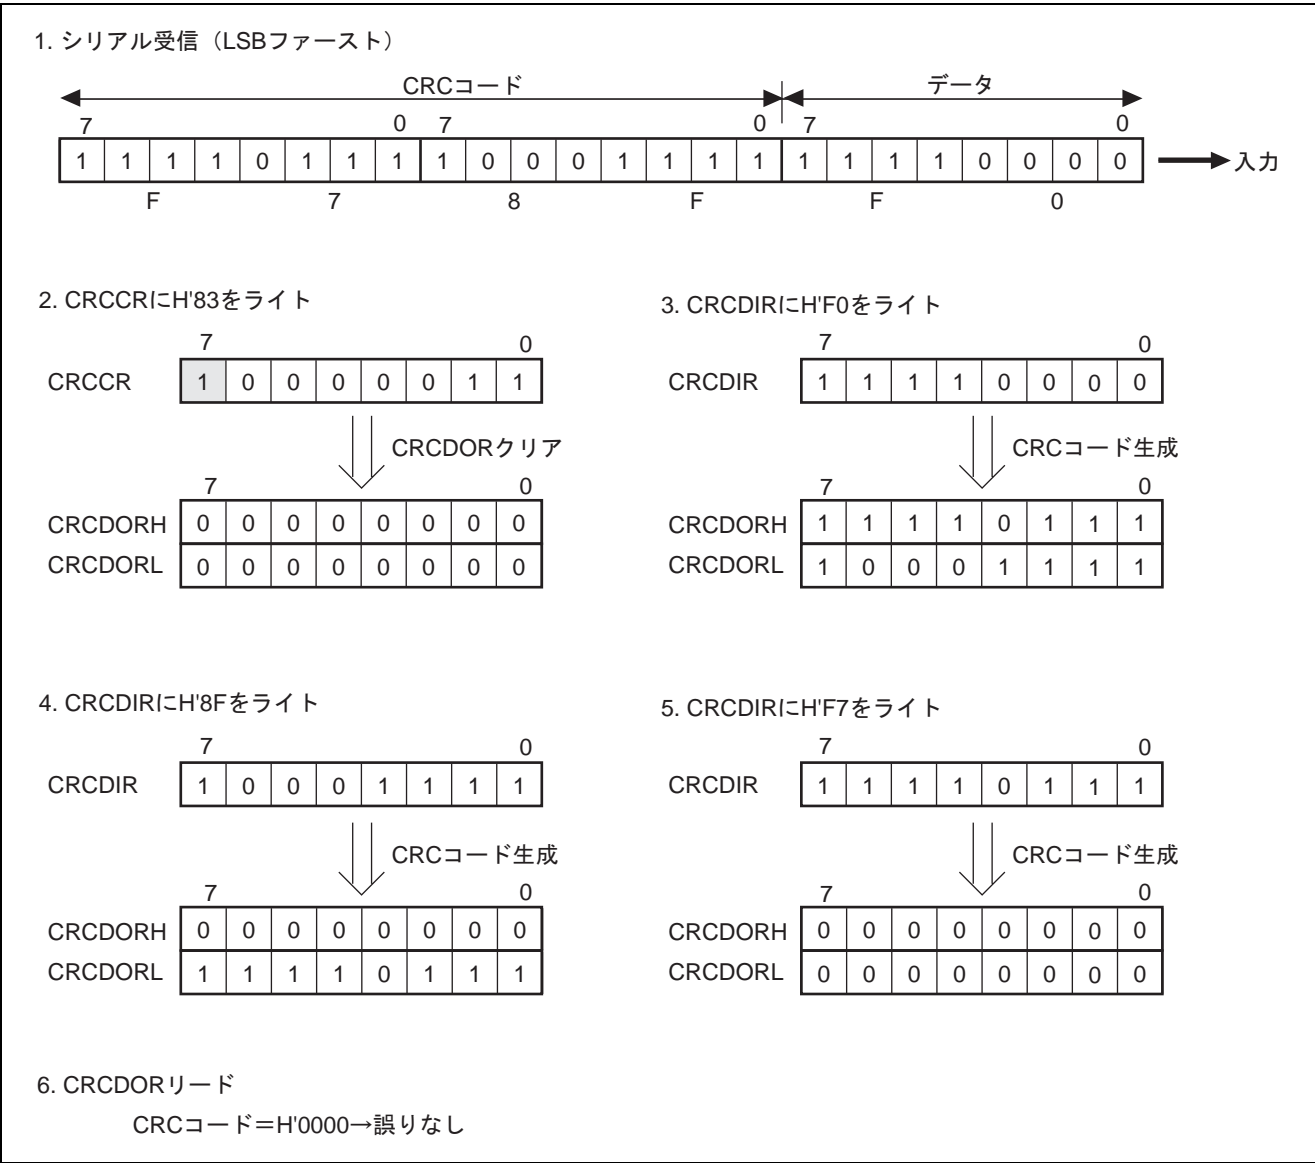 1. シリアル受信（LSBファースト）
CRCコード データ
7 0 7 0 7 0
1 1 1 1 0 1 1 1 1 0 0 0 1 1 1 1 1 1 1 1 0 0 0 0 入力
F 7 8 F F 0
2. CRCCRにH'83をライト
7 0
CRCCR 1 0 0 0 0 0 1 1
CRCDORクリア
7 0
CRCDORH 0 0 0 0 0 0 0 0
CRCDORL 0 0 0 0 0 0 0 0
3. CRCDIRにH'F0をライト
7 0
CRCDIR 1 1 1 1 0 0 0 0
CRCコード生成
7 0
CRCDORH 1 1 1 1 0 1 1 1
CRCDORL 1 0 0 0 1 1 1 1
4. CRCDIRにH'8Fをライト
7 0
CRCDIR 1 0 0 0 1 1 1 1
CRCコード生成
7 0
CRCDORH 0 0 0 0 0 0 0 0
CRCDORL 1 1 1 1 0 1 1 1
5. CRCDIRにH'F7をライト
7 0
CRCDIR 1 1 1 1 0 1 1 1
CRCコード生成
7 0
CRCDORH 0 0 0 0 0 0 0 0
CRCDORL 0 0 0 0 0 0 0 0
6. CRCDORリード
CRCコード＝H'0000→誤りなし